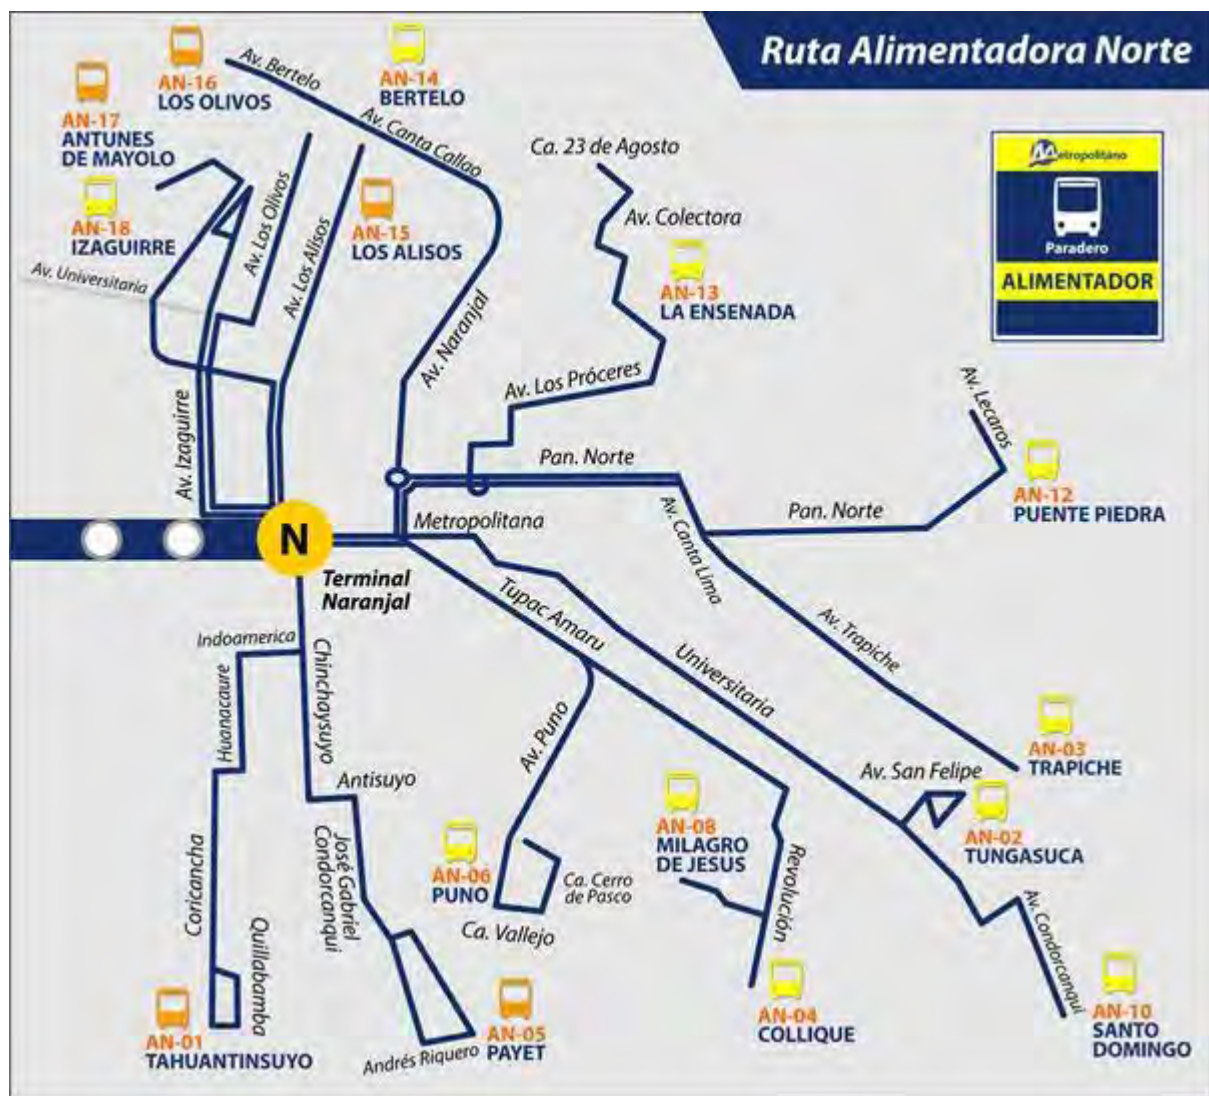 Ruta Alimentadora Norte
Metropolitano
Paradero
ALIMENTADOR
AN-16
LOS OLIVOS
Av. Bertelo
AN-14
BERTELO
AN-17
ANTUNES
DE MAYOLO
Av. Canta Callao
Ca. 23 de Agosto
AN-18
IZAGUIRRE
Av. Los Olivos
AN-15
LOS ALISOS
Av. Colectora
Av. Universitaria
Av. Los Alisos
AN-13
LA ENSENADA
Av. Naranjal
Av. Los Próceres
Av. Izaguirre
Av. Lecaros
Pan. Norte
AN-12
PUENTE PIEDRA
Pan. Norte
Metropolitana
Av. Canta Lima
N
Terminal
Naranjal
Tupac Amaru
Av. Trapiche
Indoamerica
Chinchaysuyo
Universitaria
Huanacaure
Av. Puno
AN-03
TRAPICHE
Antisuyo
Av. San Felipe
AN-08
MILAGRO
DE JESUS
AN-02
TUNGASUCA
José Gabriel
Condorcanqui
AN-06
PUNO
Ca. Cerro
de Pasco
Revolución
Coricancha
Ca. Vallejo
Av. Condorcanqui
Quillabamba
AN-04
COLLIQUE
AN-10
SANTO
DOMINGO
AN-01
TAHUANTINSUYO
Andrés Riquero
AN-05
PAYET